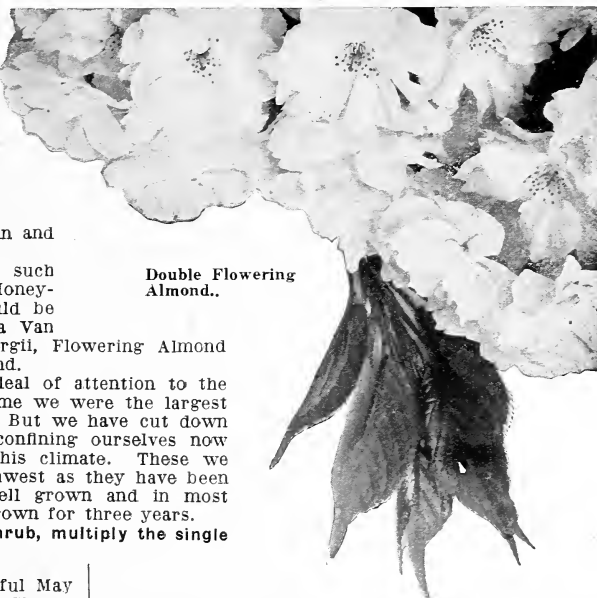 n and
such
Double Flowering
Almond..
Honey-
ld be
a Van
rgii, Flowering Almond
nd.
deal of attention to the
me we were the largest
But we have cut down
confining ourselves now
his climate. These we
hwest as they have been
ell grown and in most
own for three years.
hrub, multiply the single
ful May